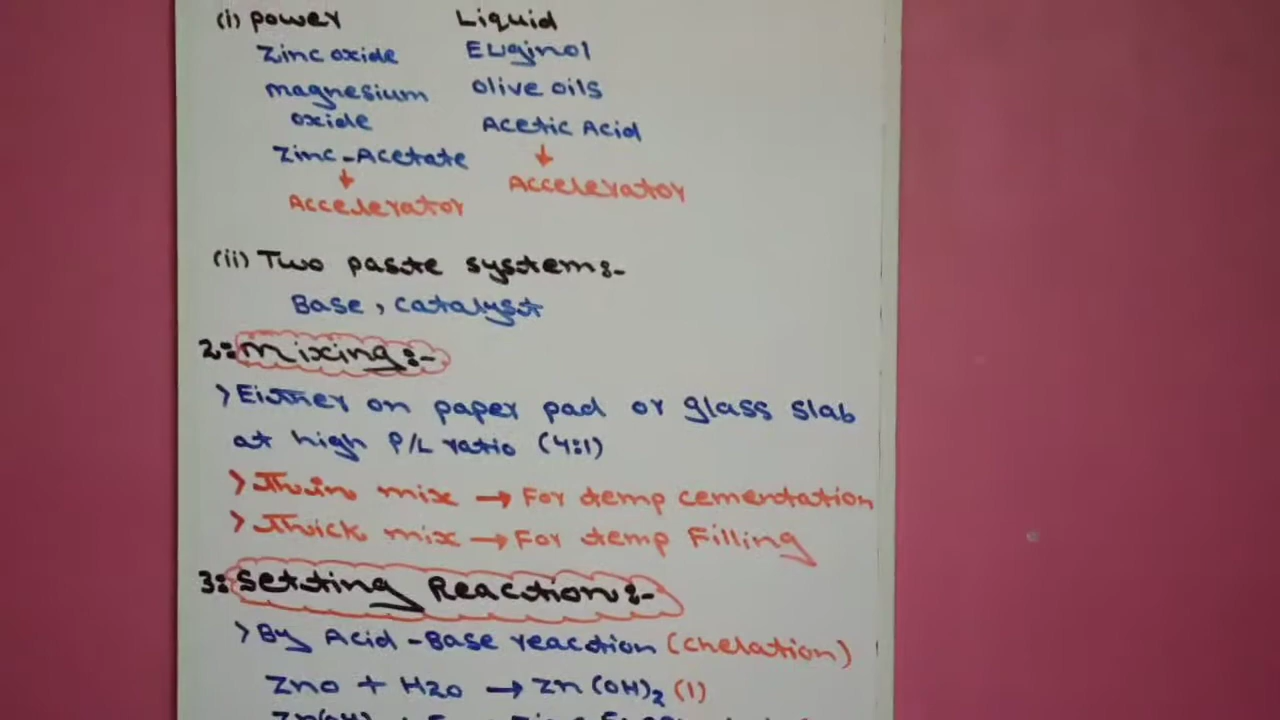 (i) power Liquid
Zinc oxide Euginol
magnesium olive oils
oxide Acetic Acid
Zinc-Acetate ↓
↓ Accelerator
Accelerator
(ii) Two paste system:-
Base, catalyst
2: mixing:-
> Either on paper pad or glass slab
at high P/L ratio (4:1)
> Thin mix → For temp cementation
> Thick mix → For temp Filling
3: Setting Reaction:-
> By Acid-Base reaction (chelation)
ZnO + H2O → Zn(OH)2 (1)